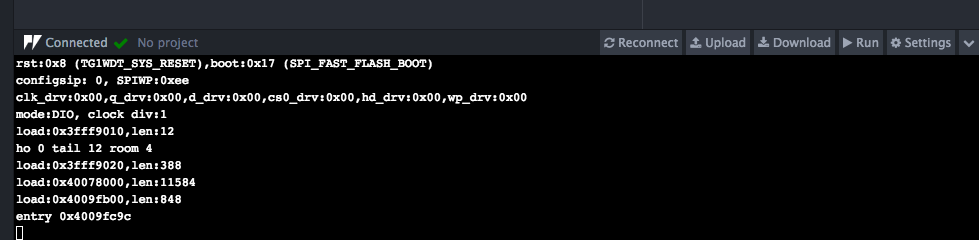 Connected No project Reconnect Upload Download Run Settings
rst:0x8 (TG1WDT_SYS_RESET),boot:0x17 (SPI_FAST_FLASH_BOOT)
configsip: 0, SPIWP:0xee
clk_drv:0x00,q_drv:0x00,d_drv:0x00,cs0_drv:0x00,hd_drv:0x00,wp_drv:0x00
mode:DIO, clock div:1
load:0x3fff9010,len:12
ho 0 tail 12 room 4
load:0x3fff9020,len:388
load:0x40078000,len:11584
load:0x4009fb00,len:848
entry 0x4009fc9c